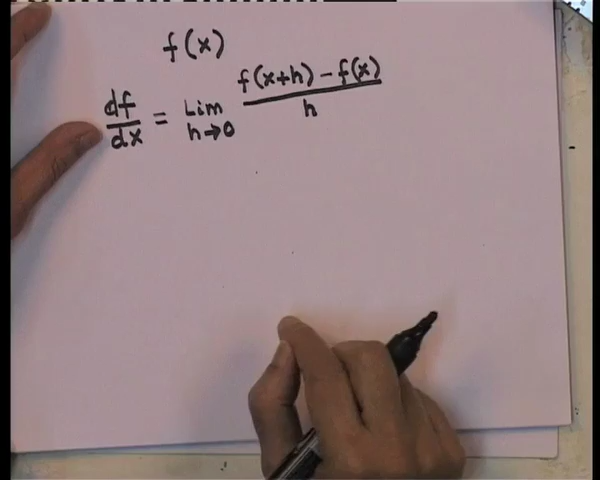 f(x)
df/dx = Lim h→0 f(x+h) - f(x)/h